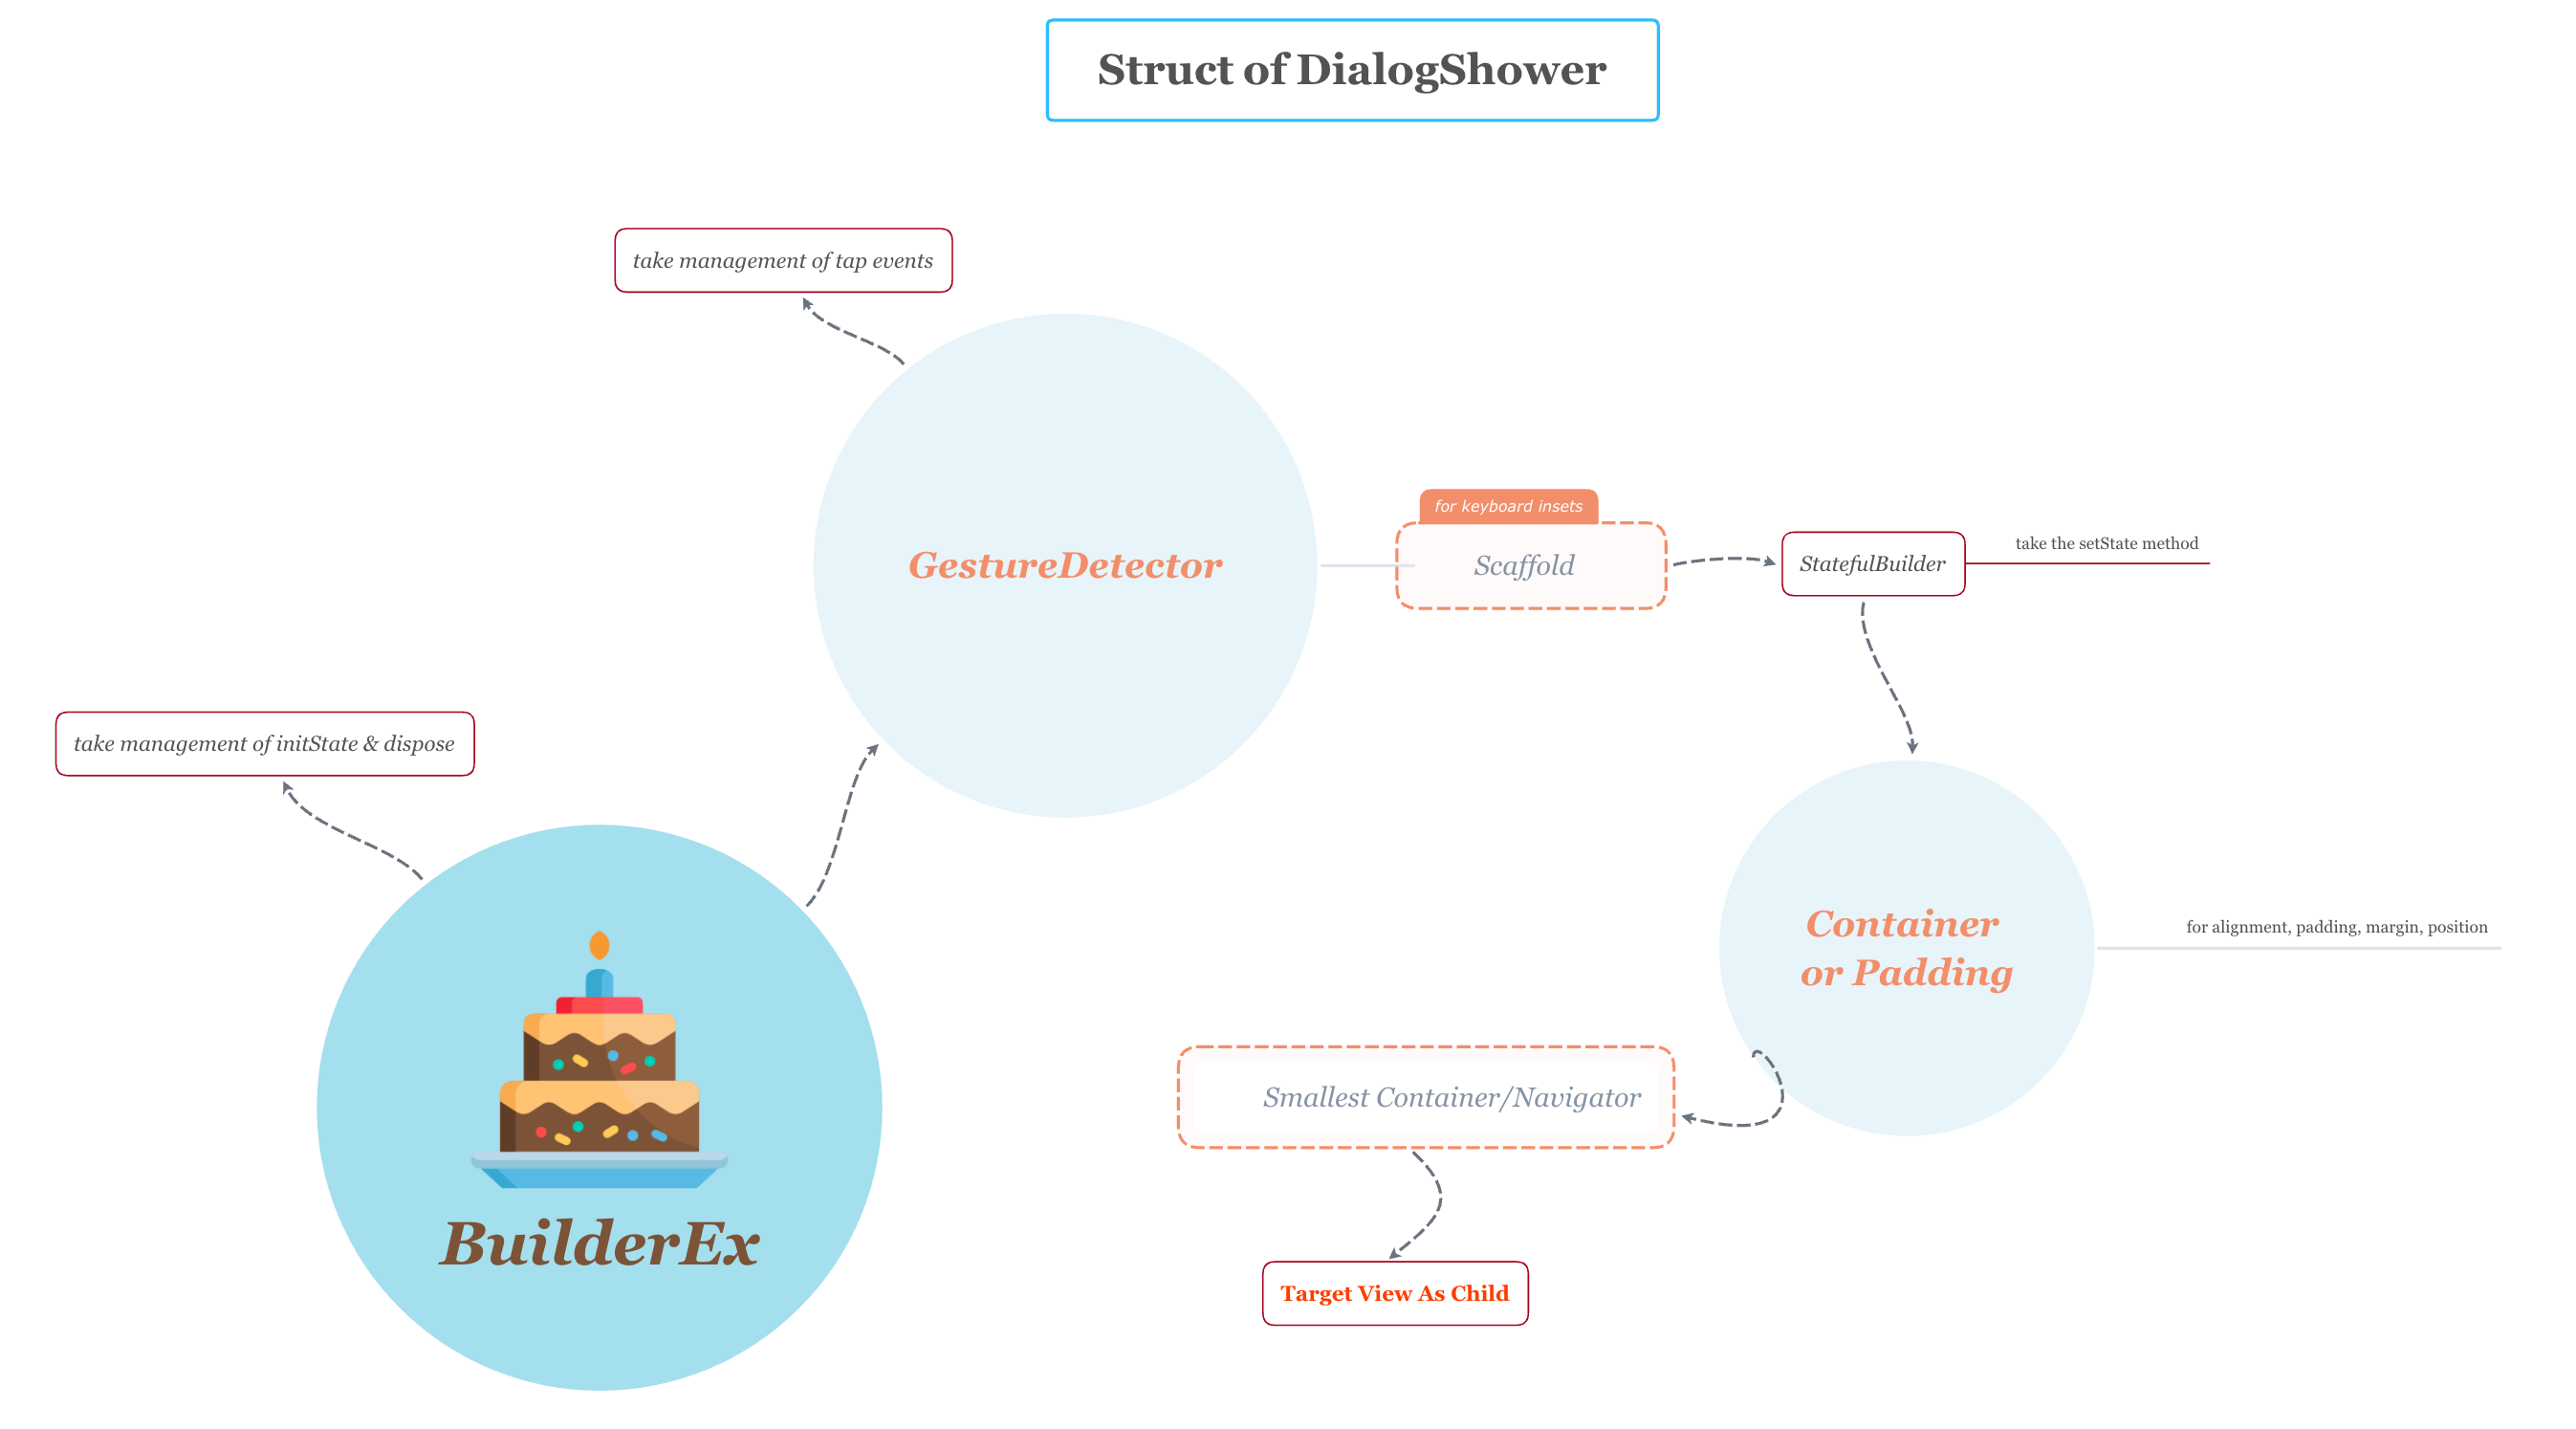 Struct of DialogShower
take management of tap events
GestureDetector
for keyboard insets
Scaffold
StatefulBuilder
take the setState method
take management of initState & dispose
BuilderEx
Container
or Padding
for alignment, padding, margin, position
Smallest Container/Navigator
Target View As Child